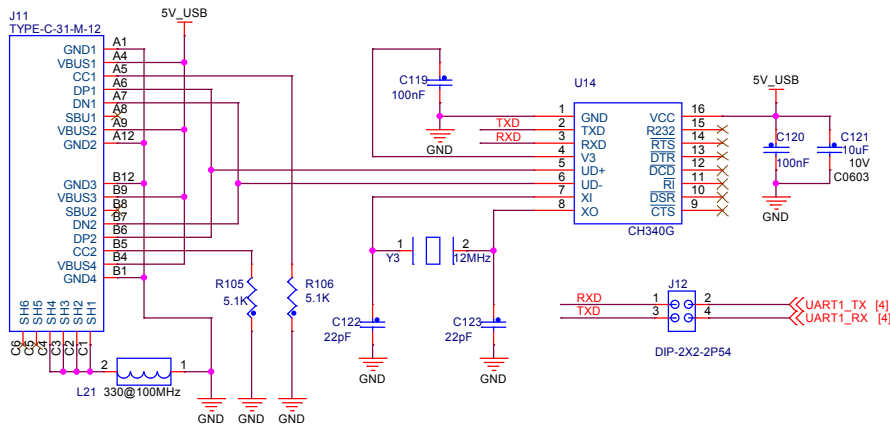 J11
TYPE-C-31-M-12
5V_USB
GND1 A1
VBUS1 A4
CC1 A5
DP1 A6
DN1 A7
SBU1 A8
VBUS2 A9
GND2 A12
GND3 B12
VBUS3 B9
SBU2 B8
DN2 B7
DP2 B6
CC2 B5
VBUS4 B4
GND4 B1
SH6 SH5 SH4 SH3 SH2 SH1
C6 C5 C4 C3 C2 C1
2 1
L21 330@100MHz
GND
R105
5.1K
GND
R106
5.1K
GND
C119
100nF
GND
TXD
RXD
U14
1 GND VCC 16
2 TXD R232 15
3 RXD RTS 14
4 V3 DTR 13
5 UD+ DCD 12
6 UD- RI 11
7 XI DSR 10
8 XO CTS 9
CH340G
5V_USB
C120
100nF
C121
10uF
10V
C0603
GND
1 2
Y3 12MHz
C122
22pF
GND
C123
22pF
GND
J12
RXD 1 2 UART1_TX [4]
TXD 3 4 UART1_RX [4]
DIP-2X2-2P54